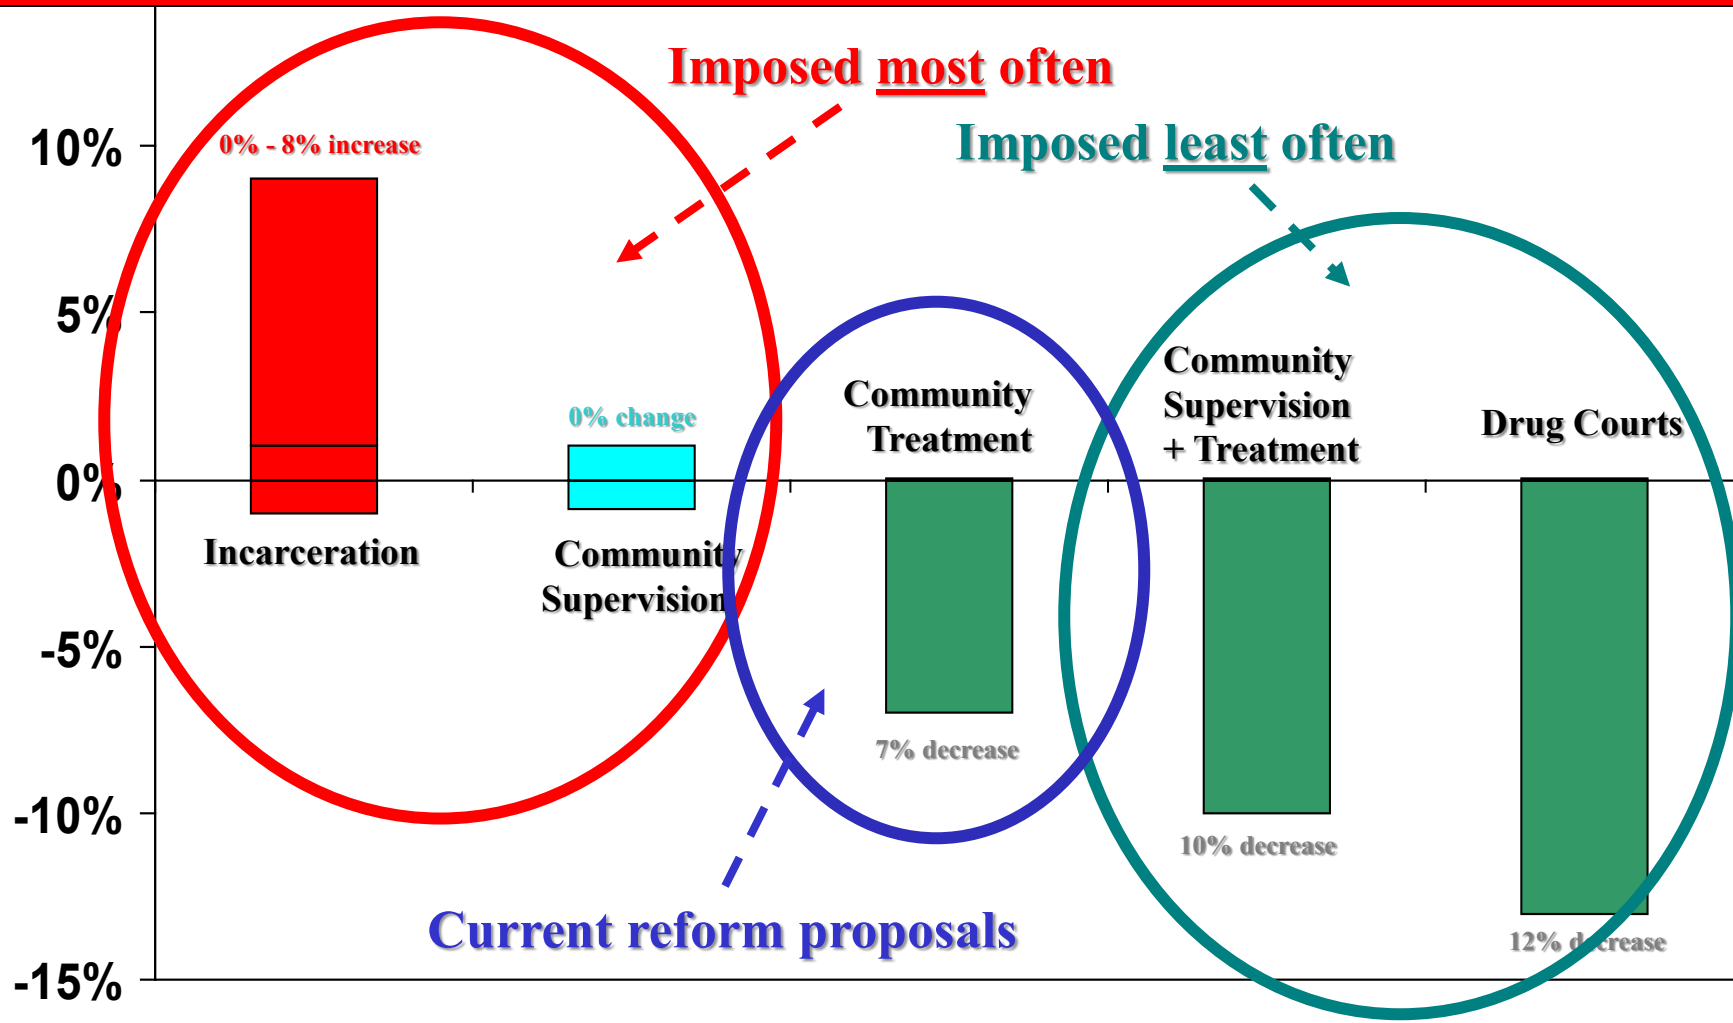 Imposed most often
Imposed least often
10%
5%
0%
-5%
-10%
-15%
0% - 8% increase
Incarceration
0% change
Community
Supervision
Community
Treatment
7% decrease
Community
Supervision
+ Treatment
10% decrease
Drug Courts
12% decrease
Current reform proposals